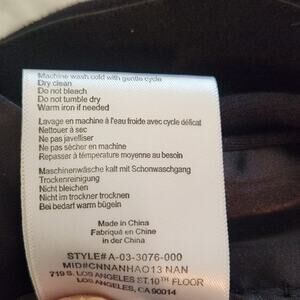 Machine wash cold with gentle cycle
Dry clean
Do not bleach
Do not tumble dry
Warm iron if needed
Lavage en machine à l'eau froide avec cycle délicat
Nettouer à sec
Ne pas javelliser
Ne pas sècher en machine
Repasser à témperature moyenne au besoin
Maschinenwäsche kalt mit Schonwaschgang
Trockenreinigung
Nicht bleichen
Nicht im trockner trocknen
Bei bedarf warm bügeln
Made in China
Fabriqué en Chine
in der China
STYLE#A-03-3076-000
MID#CNNANHAO13 NAN
719 S. LOS ANGELES ST.10TH FLOOR
LOS ANGELES, CA 90014